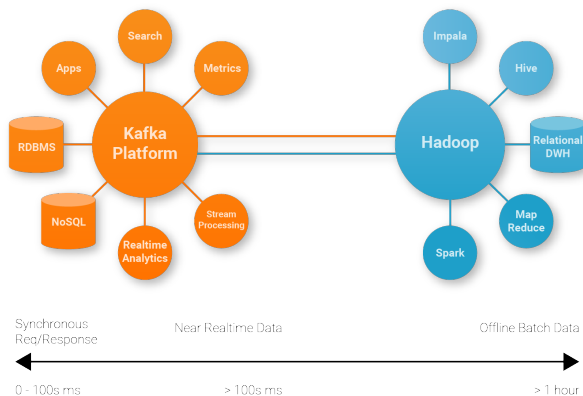 Search
Impala
Apps
Metrics
Hive
Kafka
Platform
Hadoop
RDBMS
Relational
DWH
NoSQL
Stream
Processing
Map
Reduce
Realtime
Analytics
Spark
Synchronous
Req/Response
Near Realtime Data
Offline Batch Data
0 - 100s ms
> 100s ms
> 1 hour